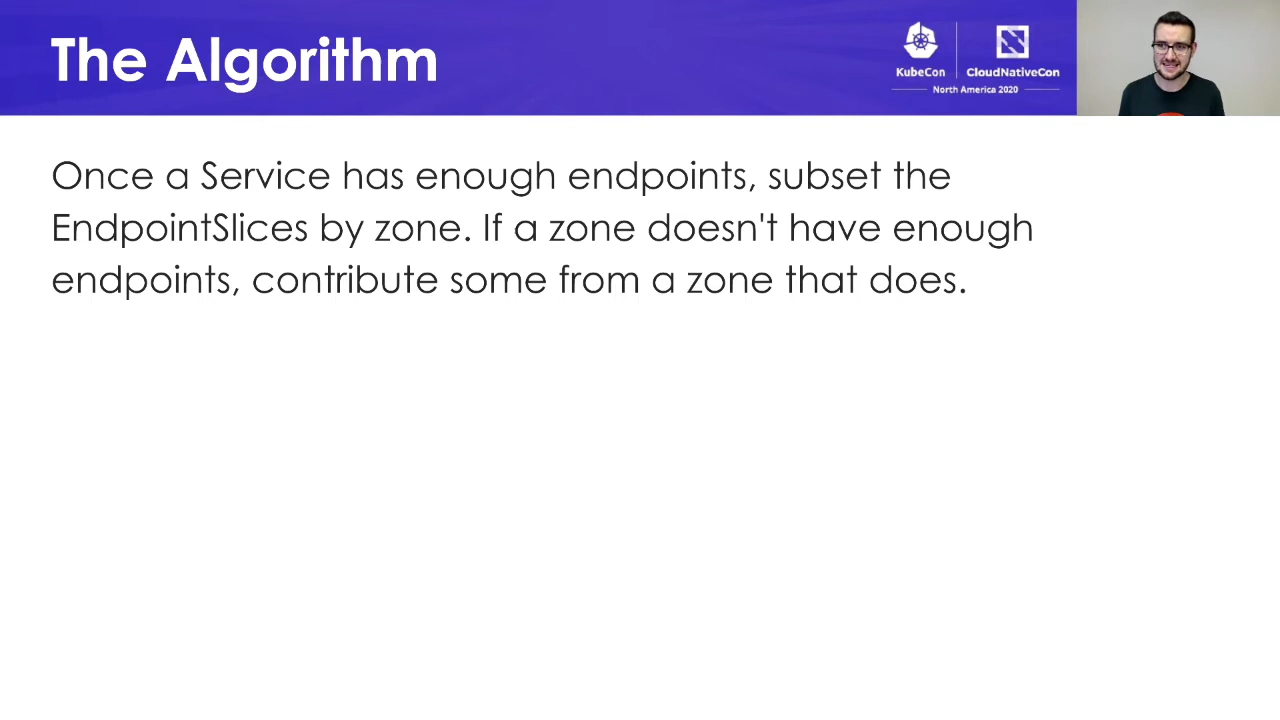 The Algorithm
KubeCon
CloudNativeCon
North America 2020
Once a Service has enough endpoints, subset the
EndpointSlices by zone. If a zone doesn't have enough
endpoints, contribute some from a zone that does.